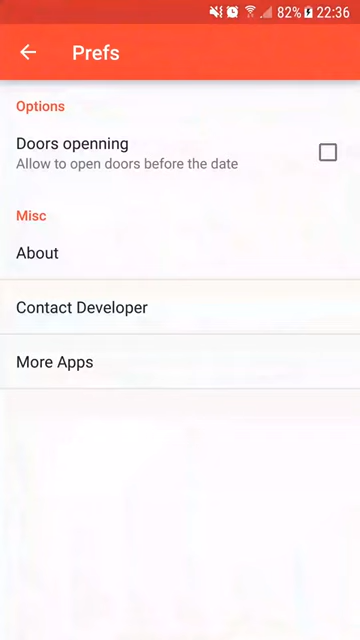 82% 22:36
Prefs
Options
Doors openning
Allow to open doors before the date
Misc
About
Contact Developer
More Apps